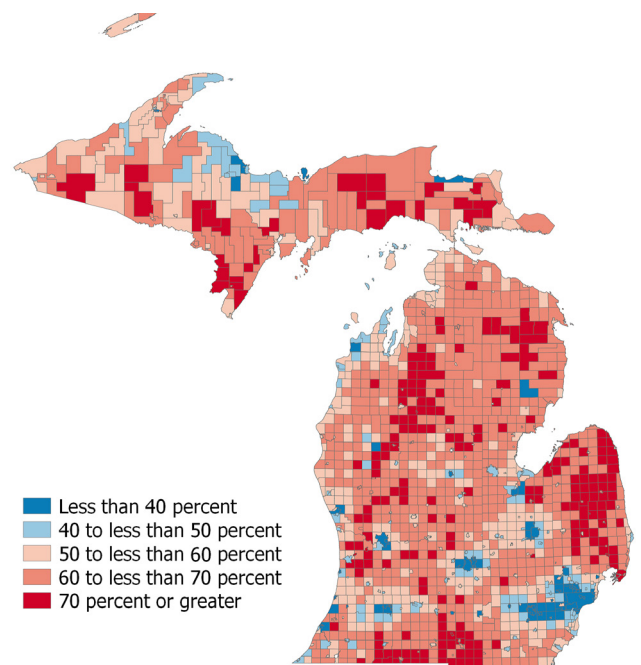 Less than 40 percent
40 to less than 50 percent
50 to less than 60 percent
60 to less than 70 percent
70 percent or greater